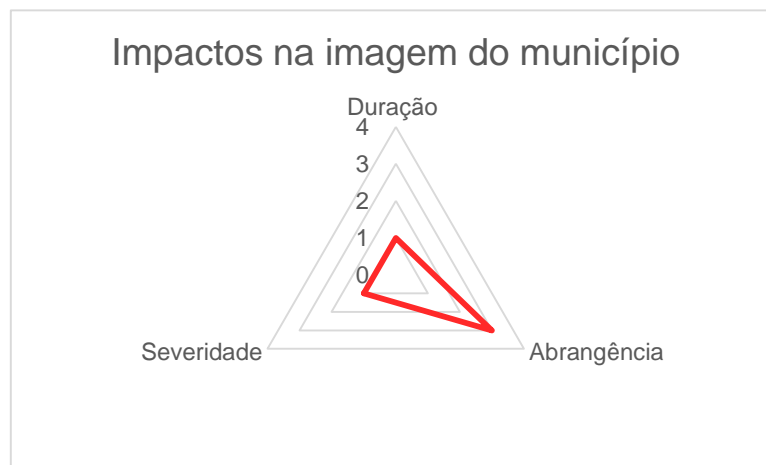 Impactos na imagem do município
Duração
4
3
2
1
0
Severidade
Abrangência